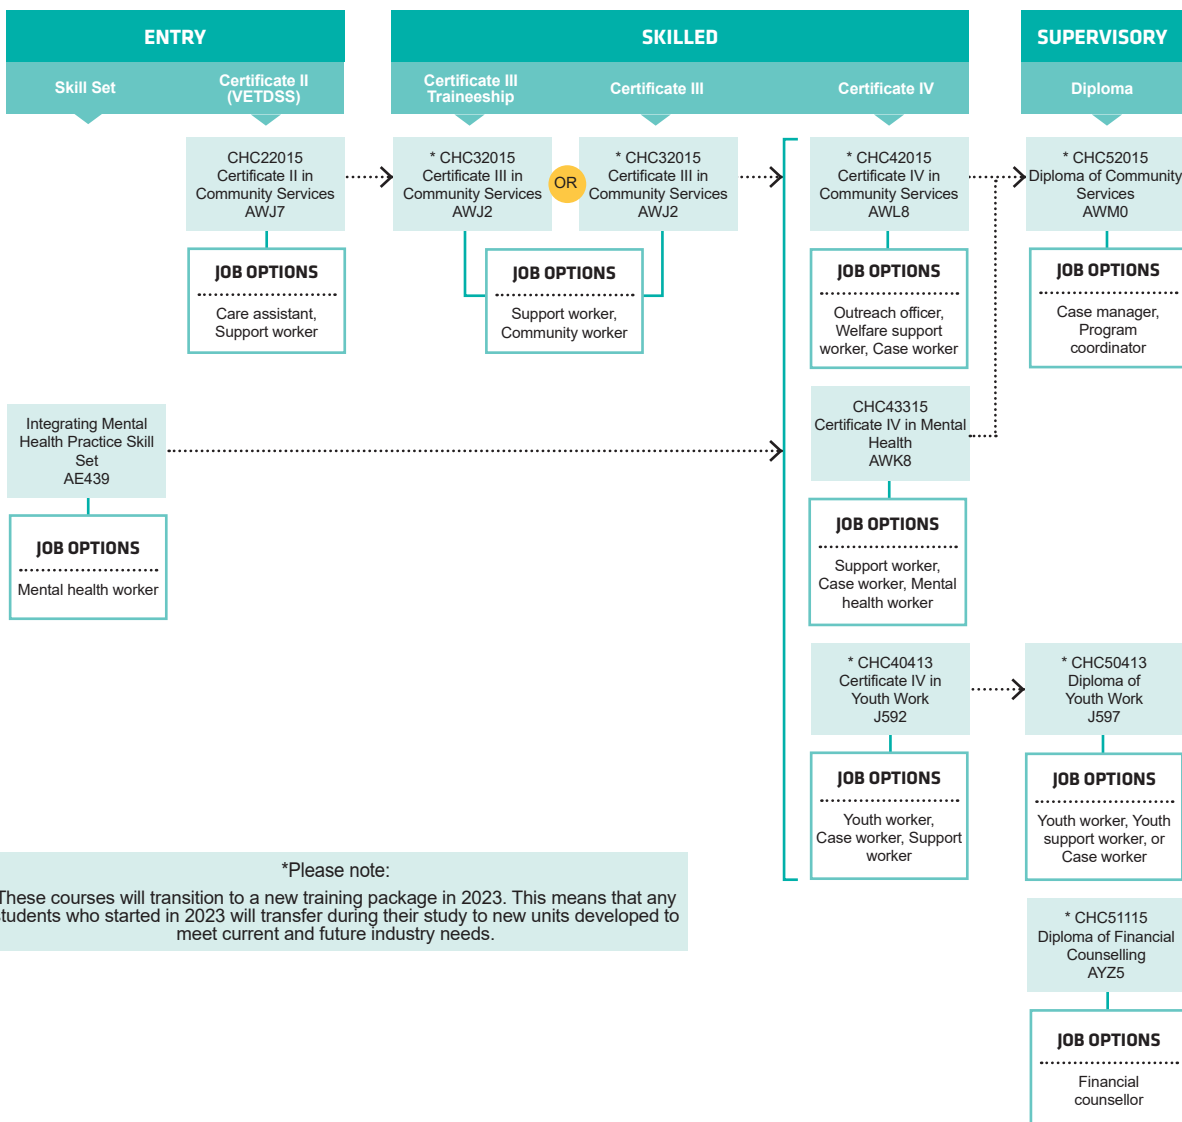 ENTRY
SKILLED
SUPERVISORY
Skill Set
Certificate II
(VETDSS)
Certificate III
Traineeship
Certificate III
Certificate IV
Diploma
CHC22015
Certificate II in
Community Services
AWJ7
* CHC32015
Certificate III in
Community Services
AWJ2
OR
* CHC32015
Certificate III in
Community Services
AWJ2
* CHC42015
Certificate IV in
Community Services
AWL8
* CHC52015
Diploma of Community
Services
AWM0
JOB OPTIONS
Care assistant,
Support worker
JOB OPTIONS
Support worker,
Community worker
JOB OPTIONS
Outreach officer,
Welfare support
worker, Case worker
JOB OPTIONS
Case manager,
Program
coordinator
Integrating Mental
Health Practice Skill
Set
AE439
CHC43315
Certificate IV in Mental
Health
AWK8
JOB OPTIONS
Mental health worker
JOB OPTIONS
Support worker,
Case worker, Mental
health worker
* CHC40413
Certificate IV in
Youth Work
J592
* CHC50413
Diploma of
Youth Work
J597
JOB OPTIONS
Youth worker,
Case worker, Support
worker
JOB OPTIONS
Youth worker, Youth
support worker, or
Case worker
*Please note:
These courses will transition to a new training package in 2023. This means that any
students who started in 2023 will transfer during their study to new units developed to
meet current and future industry needs.
* CHC51115
Diploma of Financial
Counselling
AYZ5
JOB OPTIONS
Financial
counsellor